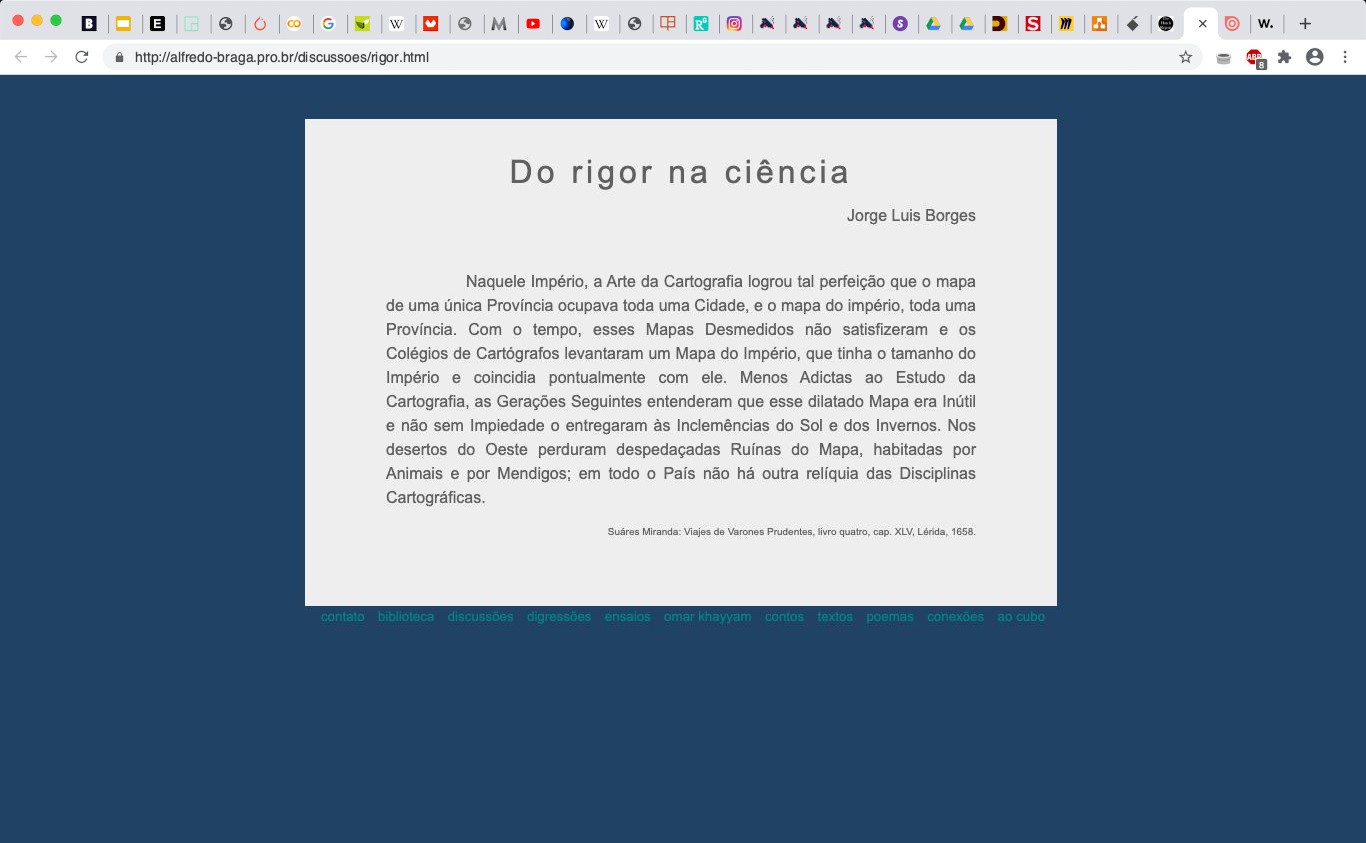 http://alfredo-braga.pro.br/discussoes/rigor.html
8
Do rigor na ciência
Jorge Luis Borges
Naquele Império, a Arte da Cartografia logrou tal perfeição que o mapa
de uma única Província ocupava toda uma Cidade, e o mapa do império, toda uma
Província. Com o tempo, esses Mapas Desmedidos não satisfizeram e os
Colégios de Cartógrafos levantaram um Mapa do Império, que tinha o tamanho do
Império e coincidia pontualmente com ele. Menos Adictas ao Estudo da
Cartografia, as Gerações Seguintes entenderam que esse dilatado Mapa era Inútil
e não sem Impiedade o entregaram às Inclemências do Sol e dos Invernos. Nos
desertos do Oeste perduram despedaçadas Ruínas do Mapa, habitadas por
Animais e por Mendigos; em todo o País não há outra relíquia das Disciplinas
Cartográficas.
Suáres Miranda: Viajes de Varones Prudentes, livro quatro, cap. XLV, Lérida, 1658.
contato biblioteca discussões digressões ensaios omar khayyam contos textos poemas conexões ao cubo